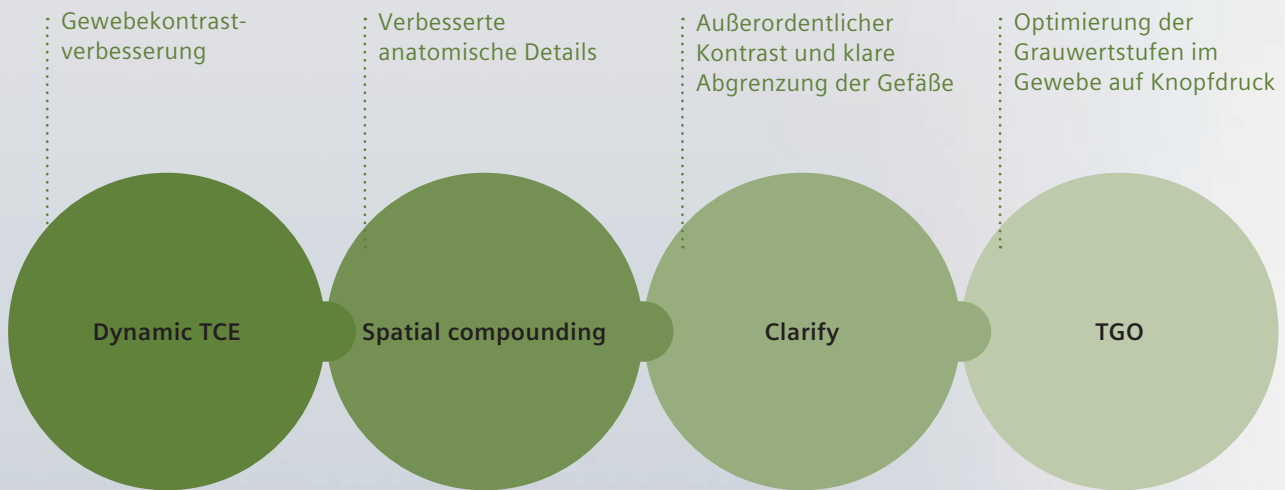 Gewebekontrast-
verbesserung
Verbesserte
anatomische Details
Außerordentlicher
Kontrast und klare
Abgrenzung der Gefäße
Optimierung der
Grauwertstufen im
Gewebe auf Knopfdruck
Dynamic TCE
Spatial compounding
Clarify
TGO